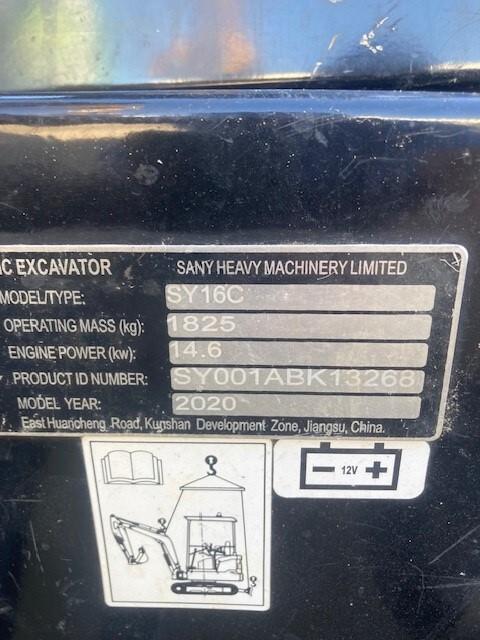 IC EXCAVATOR SANY HEAVY MACHINERY LIMITED
MODEL/TYPE: SY16C
OPERATING MASS (kg): 1825
ENGINE POWER (kw): 14.6
PRODUCT ID NUMBER: SY001ABK13268
MODEL YEAR: 2020
East Huancheng Road, Kunshan Development Zone, Jiangsu, China.
− 12V +